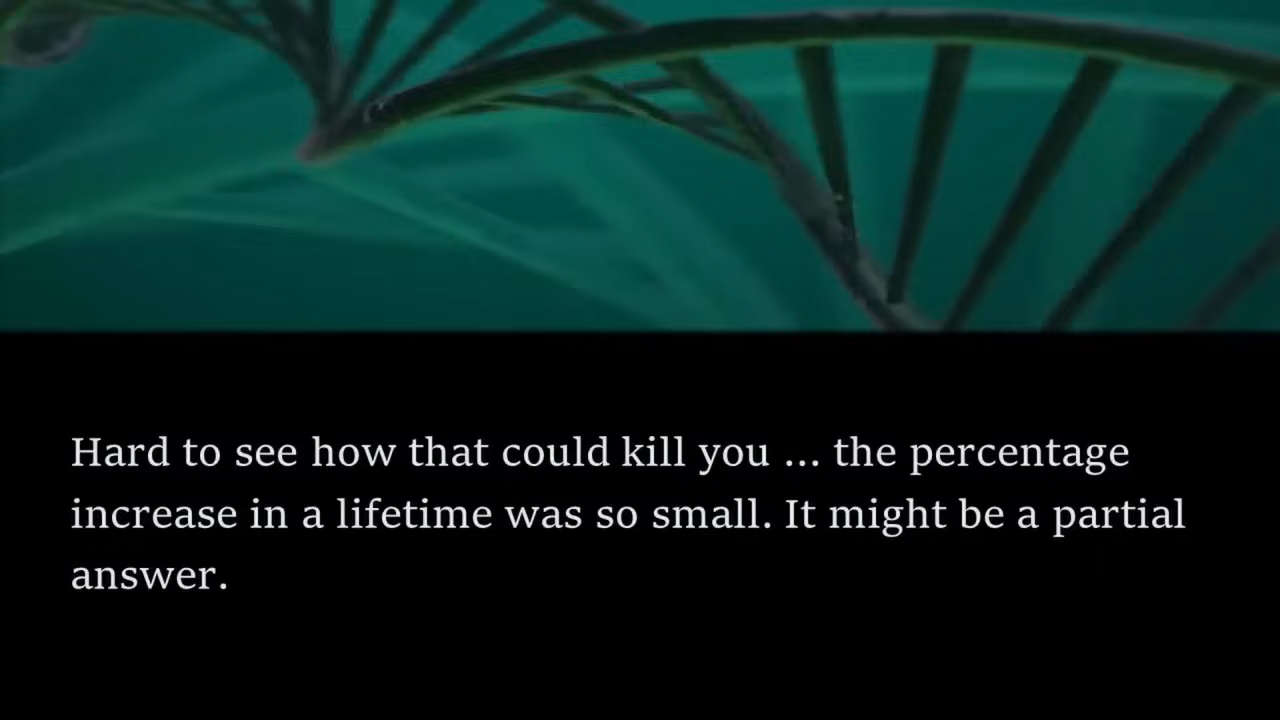 Hard to see how that could kill you ... the percentage
increase in a lifetime was so small. It might be a partial
answer.